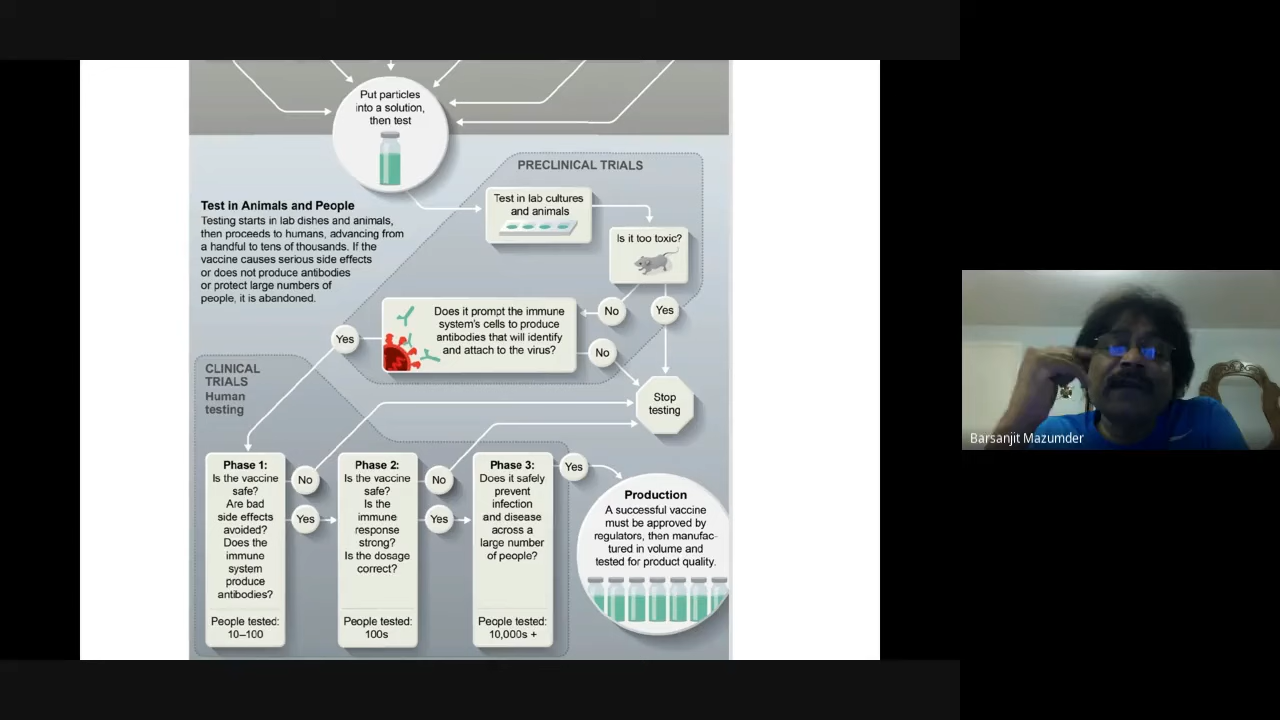 Put particles
into a solution,
then test
PRECLINICAL TRIALS
Test in lab cultures
and animals
Is it too toxic?
Test in Animals and People
Testing starts in lab dishes and animals,
then proceeds to humans, advancing from
a handful to tens of thousands. If the
vaccine causes serious side effects
or does not produce antibodies
or protect large numbers of
people, it is abandoned.
No
Yes
Does it prompt the immune
system's cells to produce
antibodies that will identify
and attach to the virus?
Yes
No
Stop
testing
CLINICAL
TRIALS
Human
testing
Phase 1:
Is the vaccine
safe?
Are bad
side effects
avoided?
Does the
immune
system
produce
antibodies?
People tested:
10–100
No
Yes
Phase 2:
Is the vaccine
safe?
Is the
immune
response
strong?
Is the dosage
correct?
People tested:
100s
No
Yes
Phase 3:
Does it safely
prevent
infection
and disease
across a
large number
of people?
People tested:
10,000s +
Yes
Production
A successful vaccine
must be approved by
regulators, then manufac-
tured in volume and
tested for product quality.
Barsanjit Mazumder